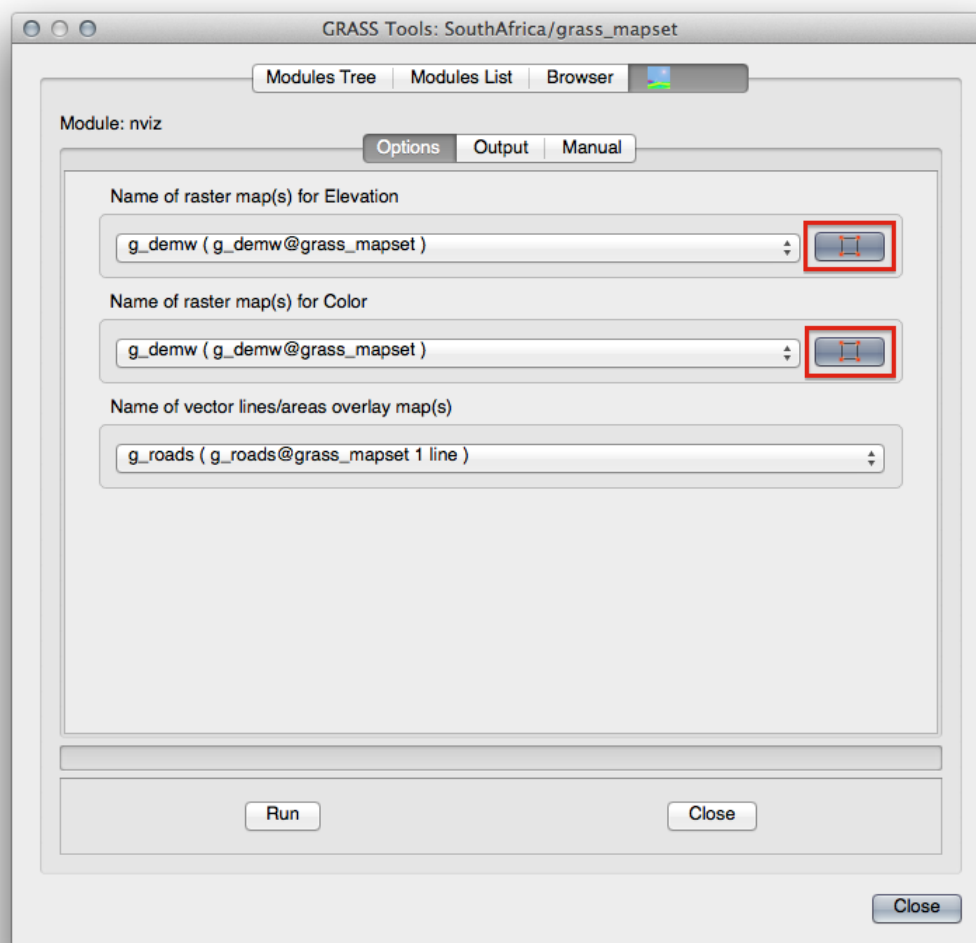 GRASS Tools: SouthAfrica/grass_mapset
Modules Tree Modules List Browser
Module: nviz
Options Output Manual
Name of raster map(s) for Elevation
g_demw ( g_demw@grass_mapset )
Name of raster map(s) for Color
g_demw ( g_demw@grass_mapset )
Name of vector lines/areas overlay map(s)
g_roads ( g_roads@grass_mapset 1 line )
Run Close
Close